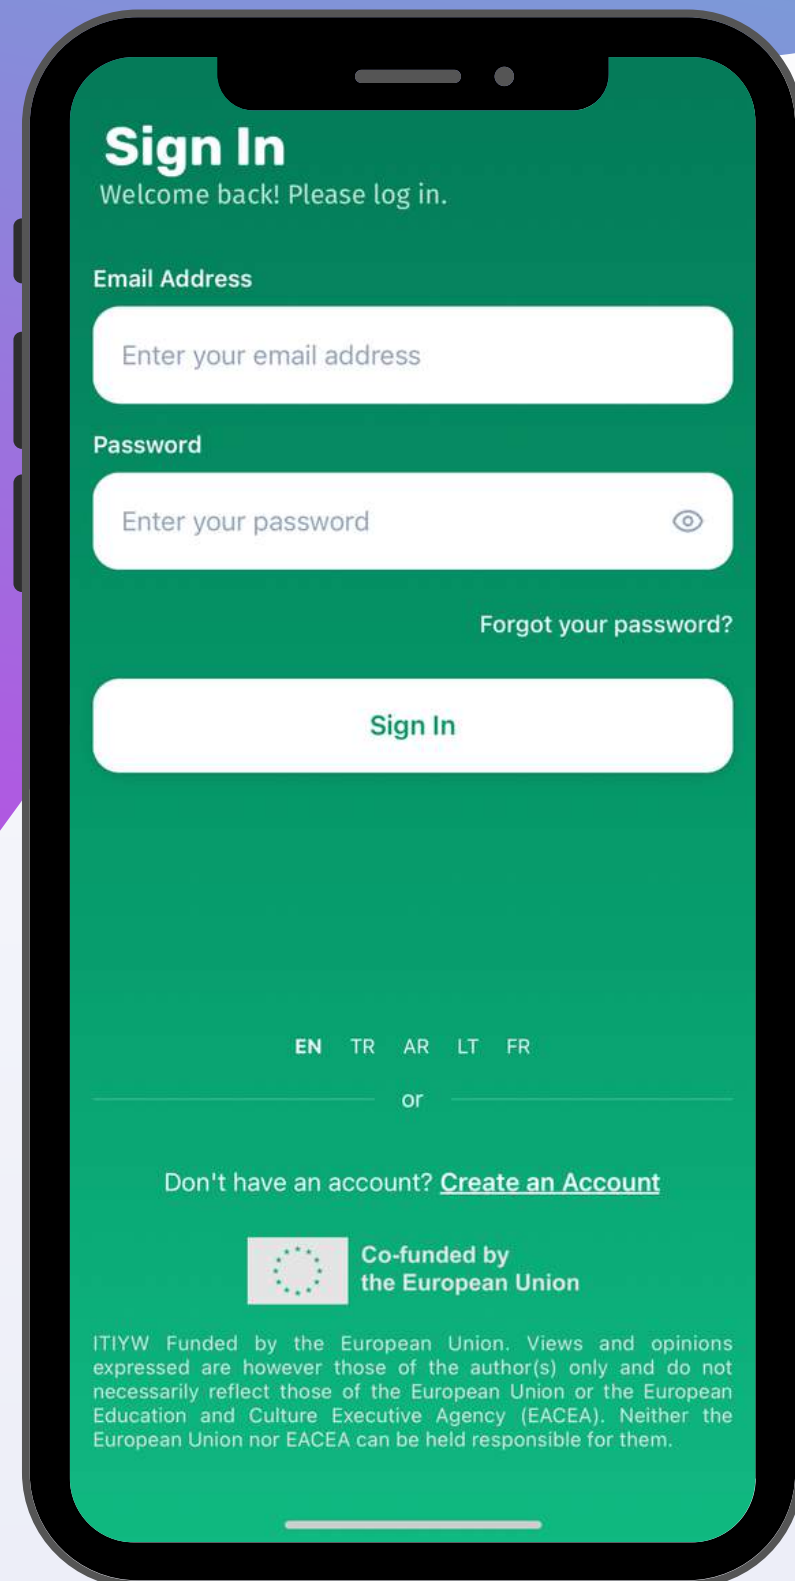 Sign In
Welcome back! Please log in.
Email Address
Enter your email address
Password
Enter your password
Forgot your password?
Sign In
EN TR AR LT FR
or
Don't have an account? Create an Account
Co-funded by
the European Union
ITIYW Funded by the European Union. Views and opinions
expressed are however those of the author(s) only and do not
necessarily reflect those of the European Union or the European
Education and Culture Executive Agency (EACEA). Neither the
European Union nor EACEA can be held responsible for them.